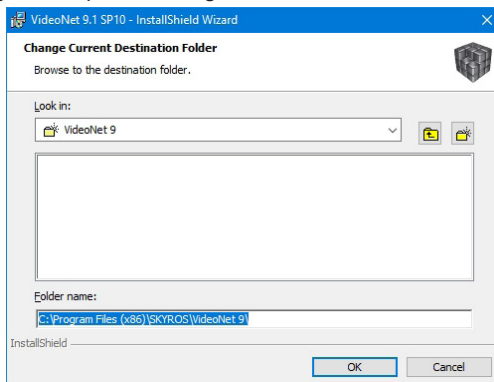 VideoNet 9.1 SP10 - InstallShield Wizard
Change Current Destination Folder
Browse to the destination folder.
Look in:
VideoNet 9
Folder name:
C:\Program Files (x86)\SKYROS\VideoNet 9\
InstallShield
OK Cancel